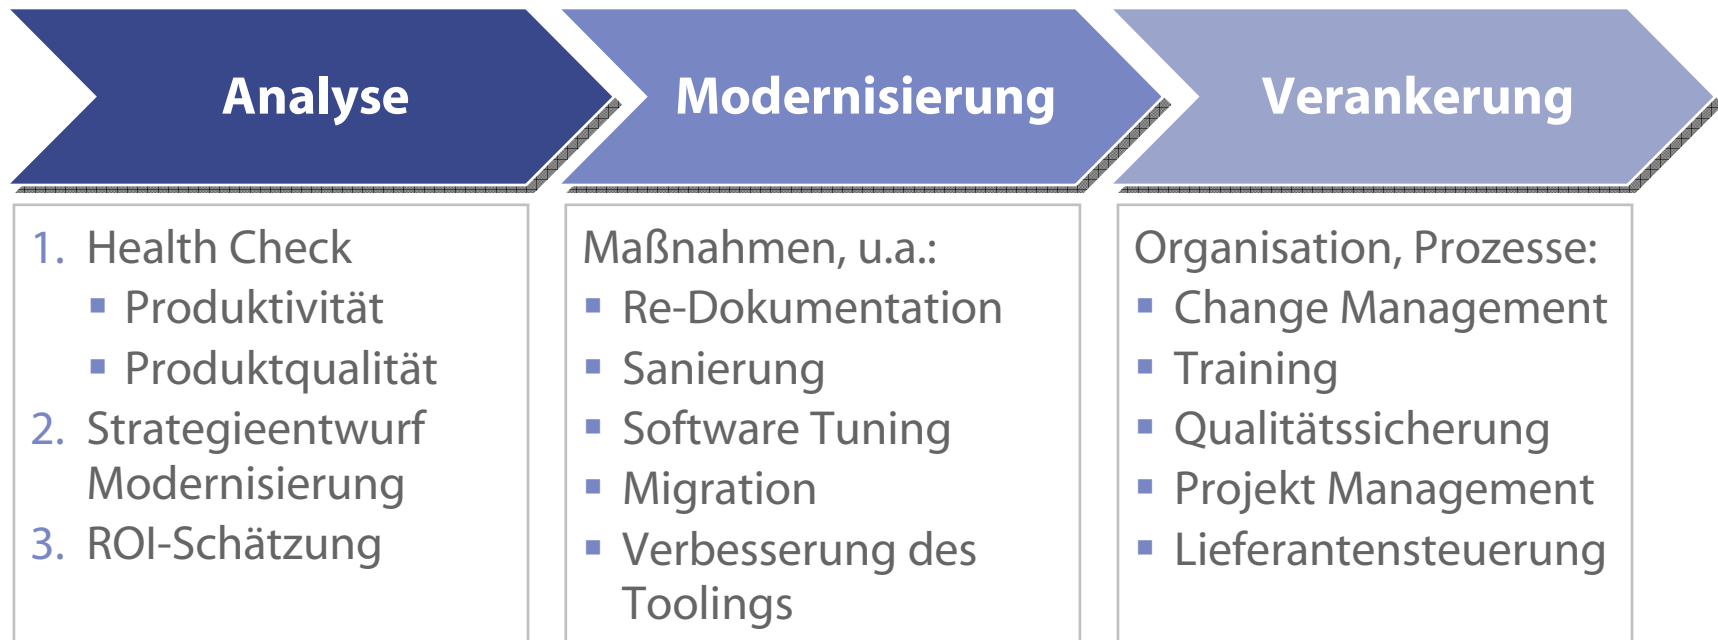 Analyse
Modernisierung
Verankerung
1. Health Check
▪ Produktivität
▪ Produktqualität
2. Strategieentwurf
Modernisierung
3. ROI-Schätzung
Maßnahmen, u.a.:
▪ Re-Dokumentation
▪ Sanierung
▪ Software Tuning
▪ Migration
▪ Verbesserung des
Toolings
Organisation, Prozesse:
▪ Change Management
▪ Training
▪ Qualitätssicherung
▪ Projekt Management
▪ Lieferantensteuerung